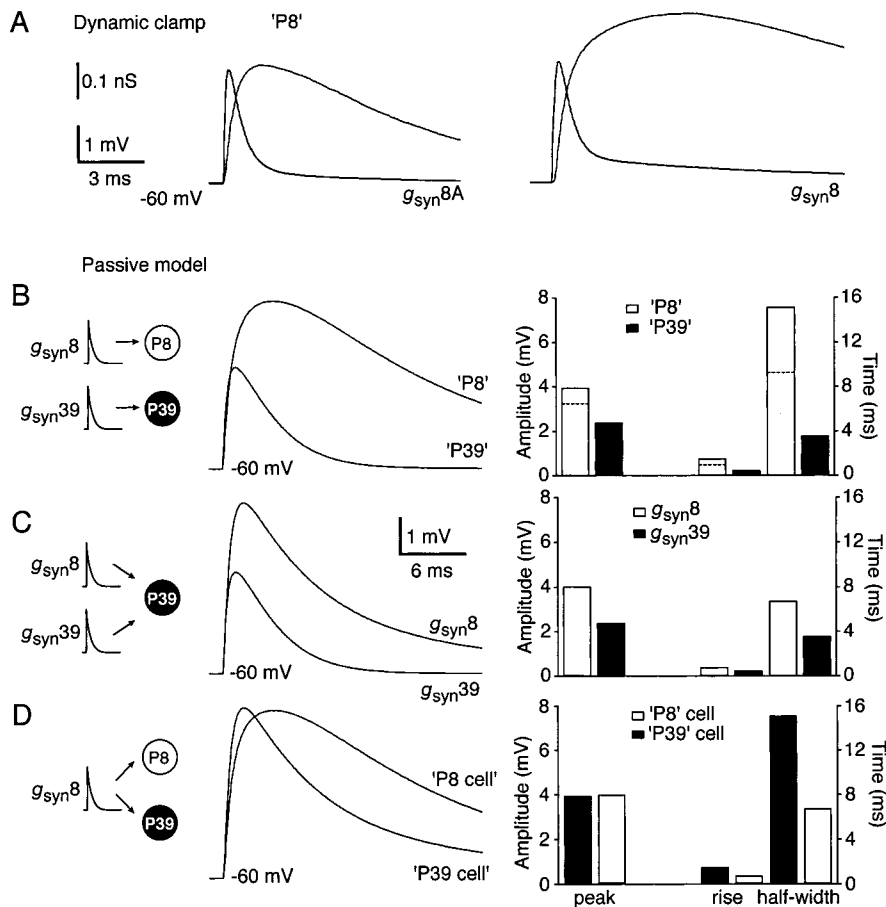 A
Dynamic clamp 'P8'
0.1 nS
1 mV
3 ms
-60 mV
gsyn8A
gsyn8
Passive model
B
gsyn8
P8
gsyn39
P39
'P8'
'P39'
-60 mV
8
6
4
2
0
Amplitude (mV)
'P8'
'P39'
16
12
8
4
0
Time (ms)
C
gsyn8
gsyn39
P39
1 mV
6 ms
gsyn8
-60 mV
gsyn39
8
6
4
2
0
Amplitude (mV)
gsyn8
gsyn39
16
12
8
4
0
Time (ms)
D
gsyn8
P8
P39
'P8 cell'
-60 mV
'P39 cell'
8
6
4
2
0
Amplitude (mV)
'P8' cell
'P39' cell
16
12
8
4
0
Time (ms)
peak rise half-width